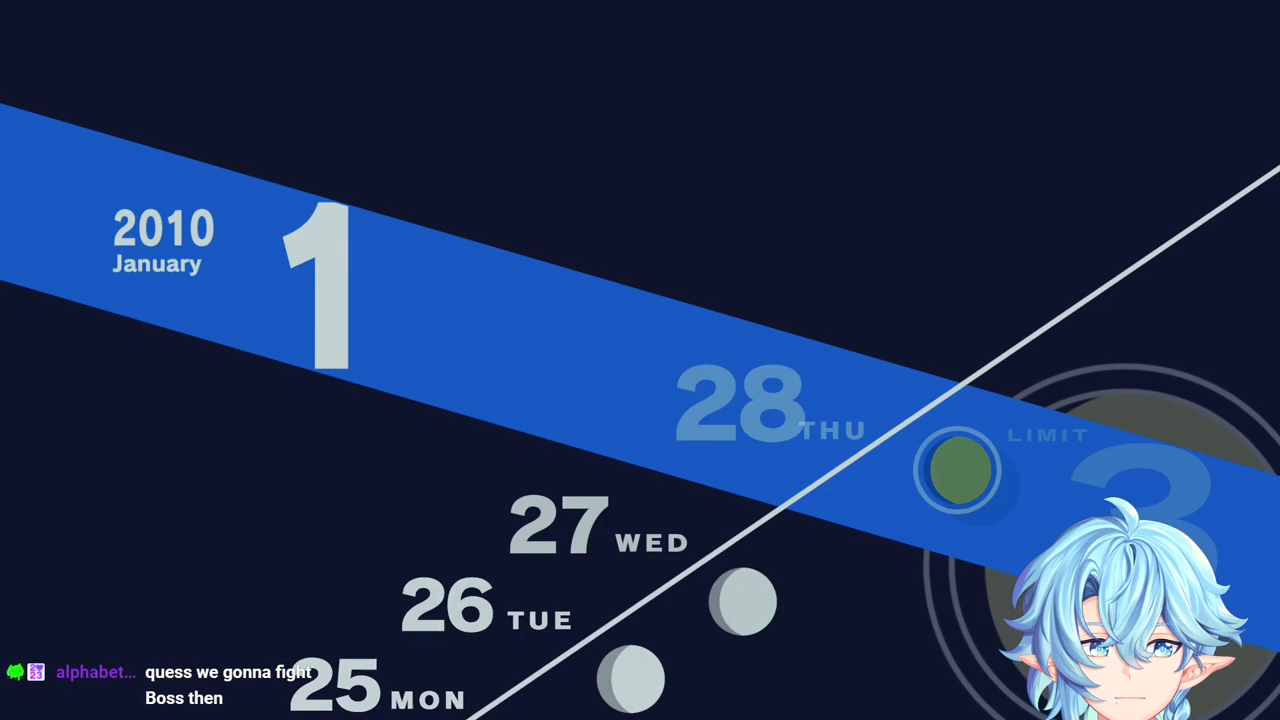 2010
January
1
28 THU
LIMIT
3
27 WED
26 TUE
25 MON
alphabet... quess we gonna fight
Boss then